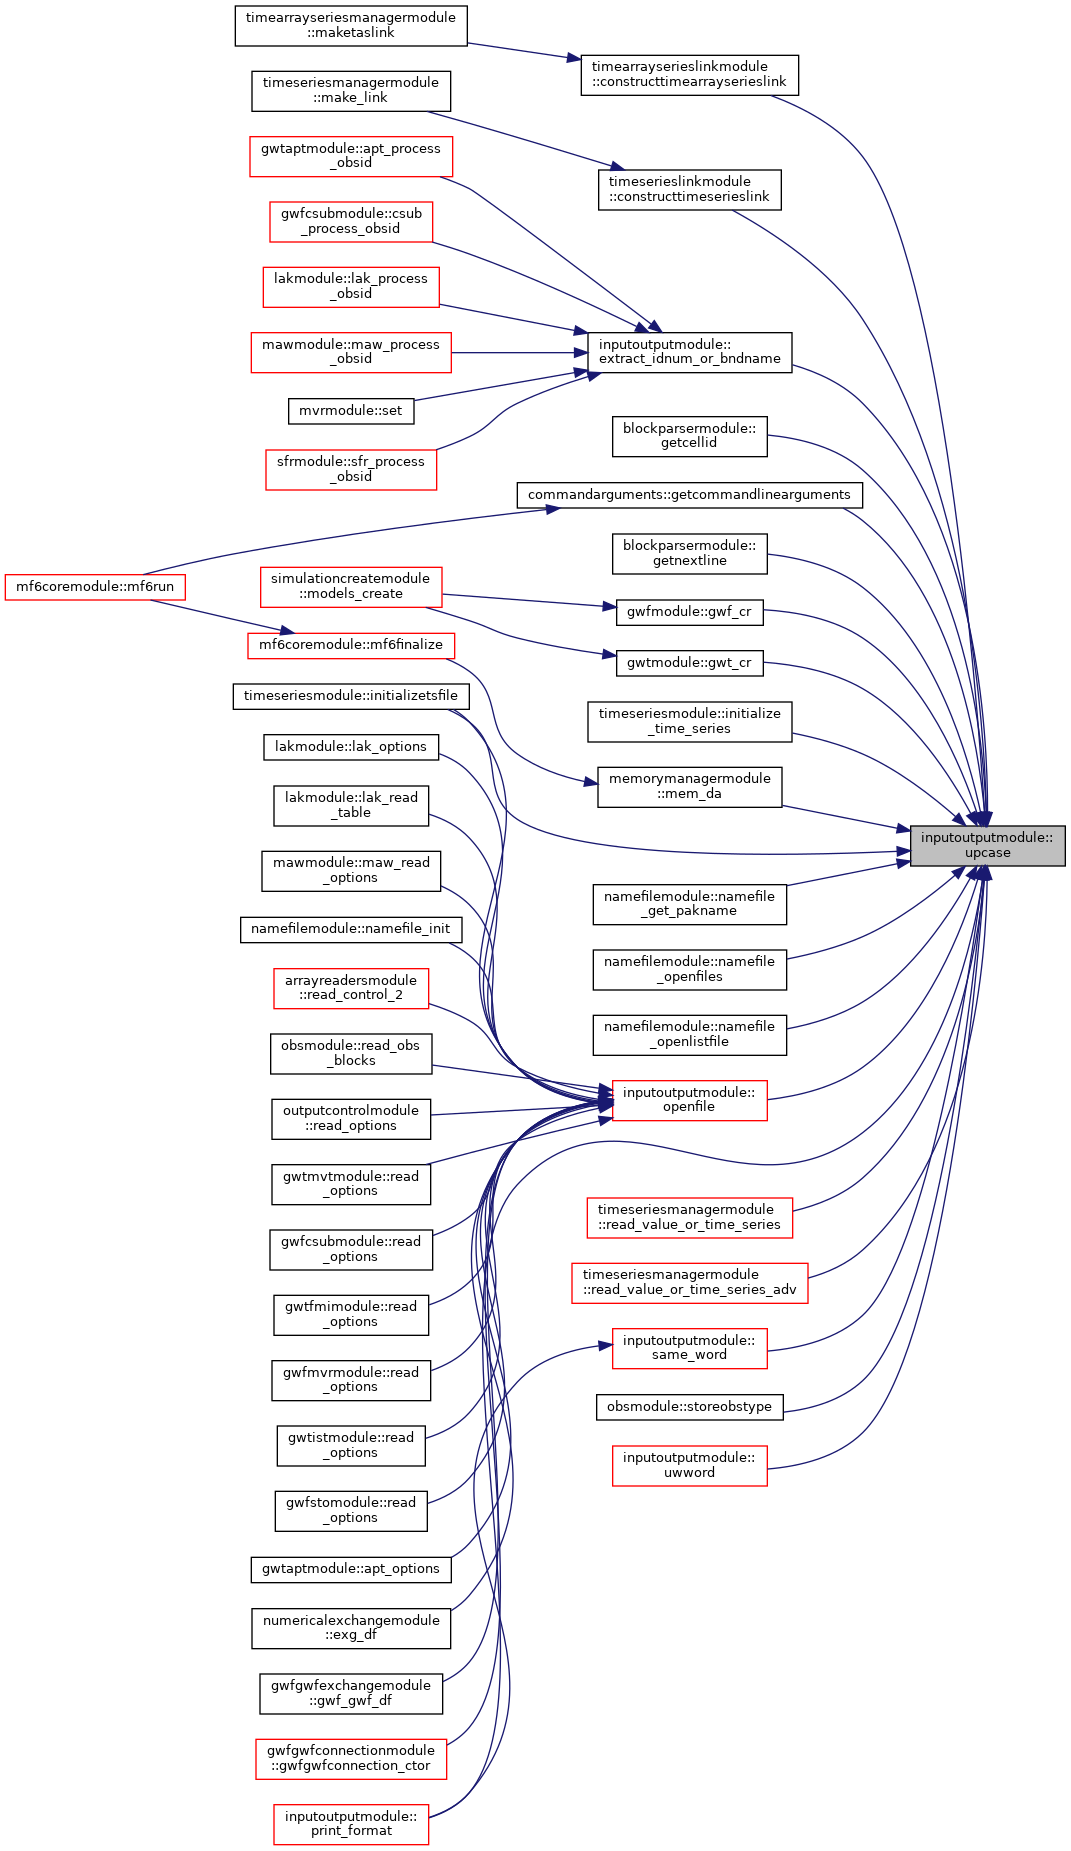 timearrayseriesmanagermodule
::maketaslink
timearrayserieslinkmodule
::constructtimearrayserieslink
timeseriesmanagermodule
::make_link
timeserieslinkmodule
::constructtimeserieslink
gwtaptmodule::apt_process
_obsid
gwfcsubmodule::csub
_process_obsid
lakmodule::lak_process
_obsid
mawmodule::maw_process
_obsid
inputoutputmodule::
extract_idnum_or_bndname
mvrmodule::set
sfrmodule::sfr_process
_obsid
blockparsermodule::
getcellid
commandarguments::getcommandlinearguments
blockparsermodule::
getnextline
mf6coremodule::mf6run
simulationcreatemodule
::models_create
gwfmodule::gwf_cr
mf6coremodule::mf6finalize
gwtmodule::gwt_cr
timeseriesmodule::initializetsfile
timeseriesmodule::initialize
_time_series
lakmodule::lak_options
memorymanagermodule
::mem_da
lakmodule::lak_read
_table
inputoutputmodule::
upcase
mawmodule::maw_read
_options
namefilemodule::namefile
_get_pakname
namefilemodule::namefile_init
namefilemodule::namefile
_openfiles
arrayreadersmodule
::read_control_2
namefilemodule::namefile
_openlistfile
obsmodule::read_obs
_blocks
inputoutputmodule::
openfile
outputcontrolmodule
::read_options
gwtmvtmodule::read
_options
timeseriesmanagermodule
::read_value_or_time_series
gwfcsubmodule::read
_options
timeseriesmanagermodule
::read_value_or_time_series_adv
gwtfmimodule::read
_options
inputoutputmodule::
same_word
gwfmvrmodule::read
_options
obsmodule::storeobstype
gwtistmodule::read
_options
inputoutputmodule::
uwword
gwfstomodule::read
_options
gwtaptmodule::apt_options
numericalexchangemodule
::exg_df
gwfgwfexchangemodule
::gwf_gwf_df
gwfgwfconnectionmodule
::gwfgwfconnection_ctor
inputoutputmodule::
print_format